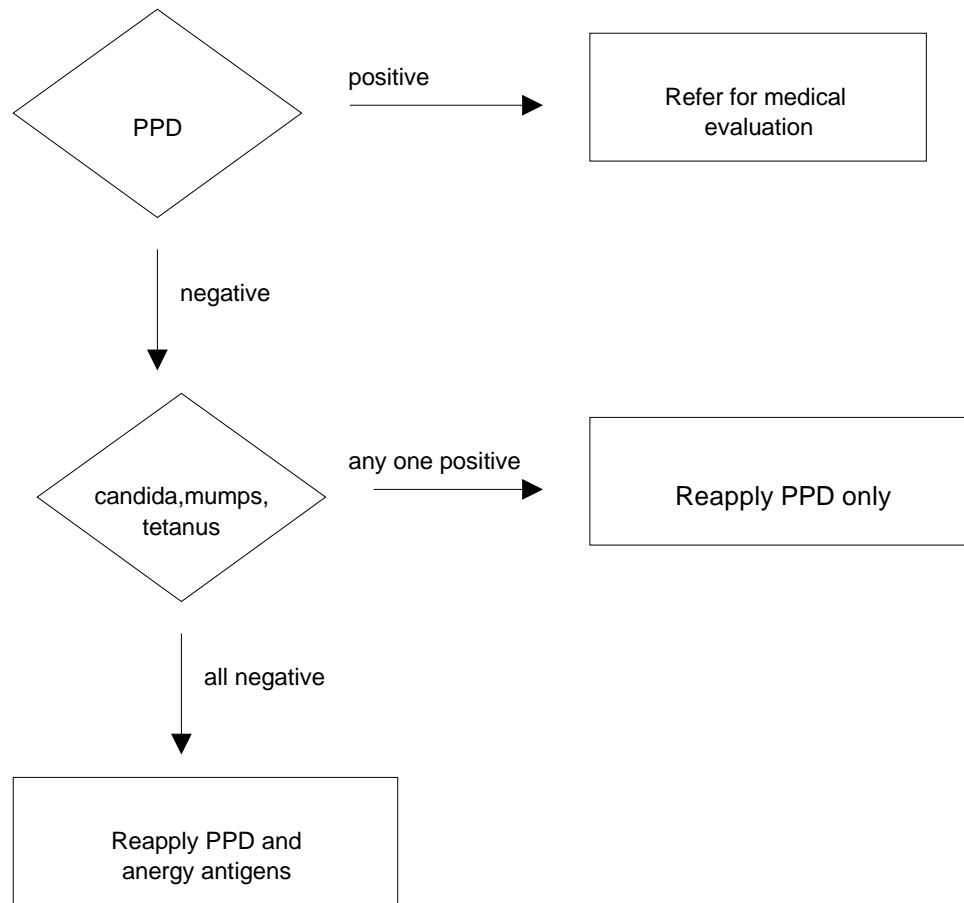 positive
PPD
Refer for medical
evaluation
negative
any one positive
candida,mumps,
tetanus
Reapply PPD only
all negative
Reapply PPD and
anergy antigens